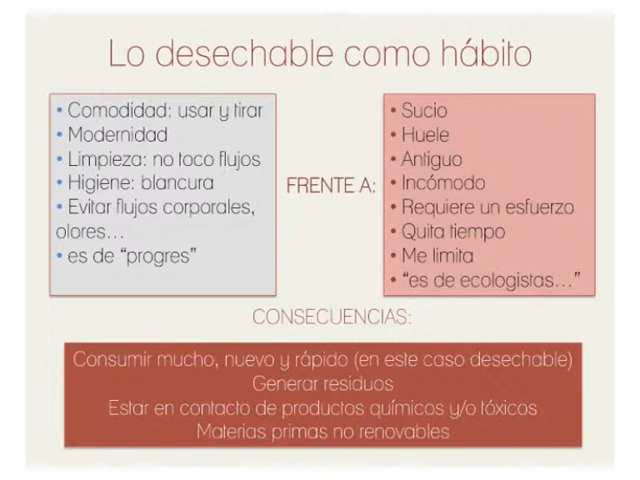 Lo desechable como hábito
• Comodidad: usar y tirar
• Modernidad
• Limpieza: no toco flujos
• Higiene: blancura
• Evitar flujos corporales,
olores...
• es de "progres"
FRENTE A:
• Sucio
• Huele
• Antiguo
• Incómodo
• Requiere un esfuerzo
• Quita tiempo
• Me limita
• "es de ecologistas..."
CONSECUENCIAS:
Consumir mucho, nuevo y rápido (en este caso desechable)
Generar residuos
Estar en contacto de productos químicos y/o tóxicos
Materias primas no renovables